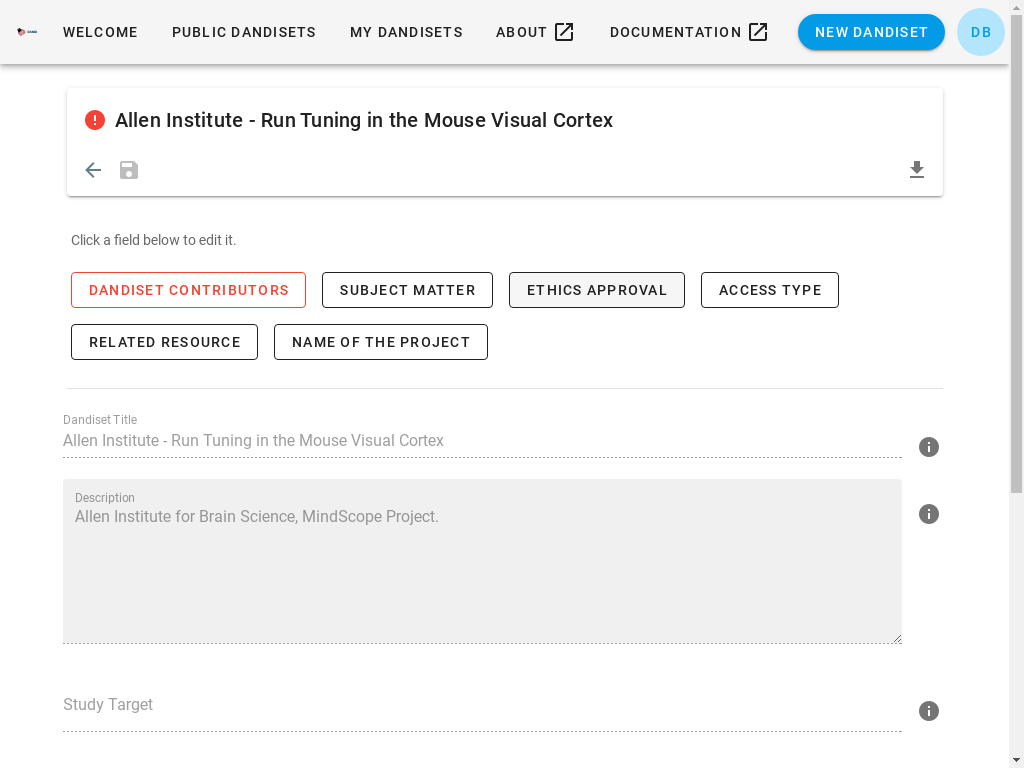 WELCOME PUBLIC DANDISETS MY DANDISETS ABOUT DOCUMENTATION NEW DANDISET DB
Allen Institute - Run Tuning in the Mouse Visual Cortex
Click a field below to edit it.
DANDISET CONTRIBUTORS SUBJECT MATTER ETHICS APPROVAL ACCESS TYPE
RELATED RESOURCE NAME OF THE PROJECT
Dandiset Title
Allen Institute - Run Tuning in the Mouse Visual Cortex
Description
Allen Institute for Brain Science, MindScope Project.
Study Target